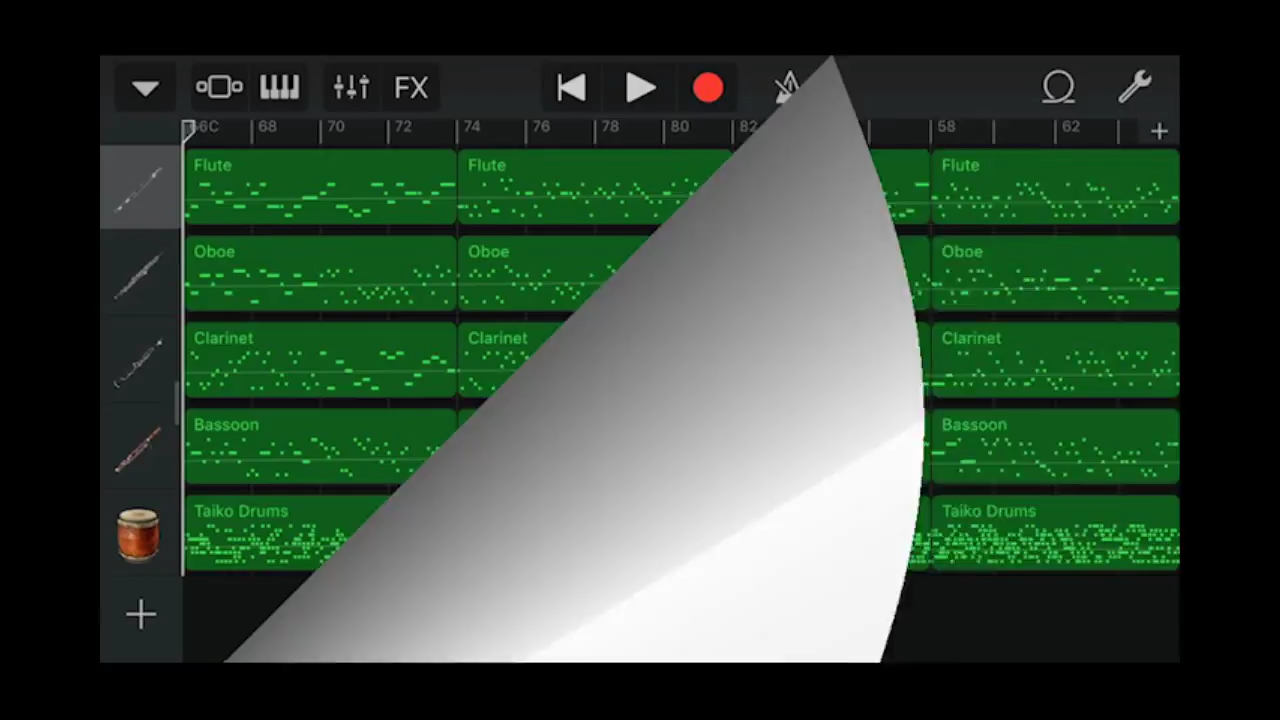 FX
66C 68 70 72 74 76 78 80 82 58 62
Flute Flute Flute
Oboe Oboe Oboe
Clarinet Clarinet Clarinet
Bassoon Bassoon
Taiko Drums Taiko Drums